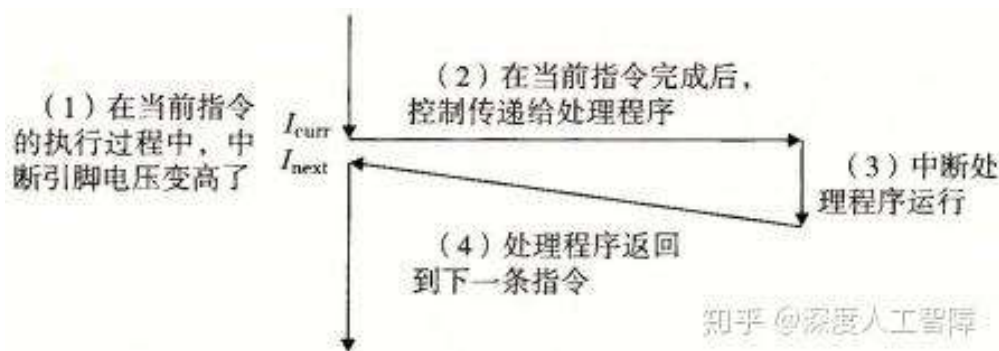 (1)在当前指令
的执行过程中，中
断引脚电压变高了
Icurr
Inext
(2)在当前指令完成后，
控制传递给处理程序
(3)中断处
理程序运行
(4)处理程序返回
到下一条指令
知乎 @深度人工智障